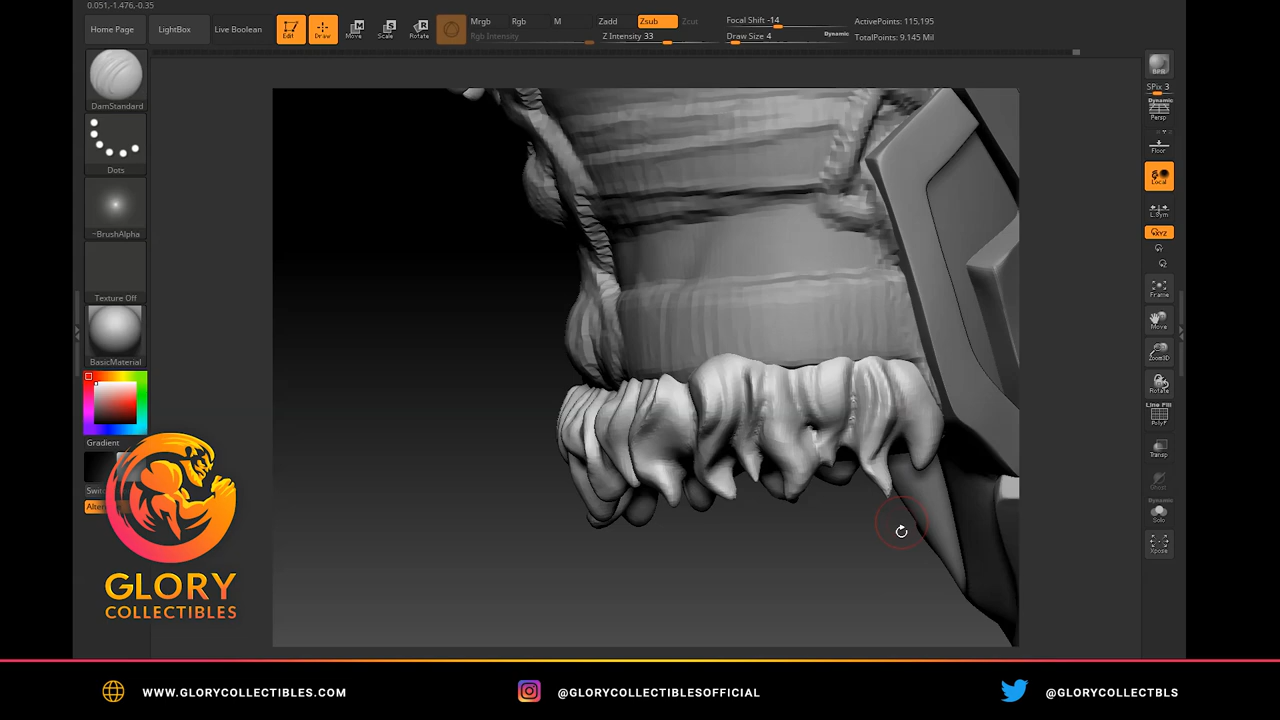 0.051,-1.476,-0.35
Home Page
LightBox
Live Boolean
Edit
Draw
Move
Scale
Rotate
Mrgb
Rgb
M
Zadd
Zsub
Zcut
Focal Shift -14
ActivePoints: 115,195
Rgb Intensity
Z Intensity 33
Draw Size 4
Dynamic
TotalPoints: 9.145 Mil
DamStandard
Dots
~BrushAlpha
Texture Off
BasicMaterial
Gradient
BPR
SPix 3
Dynamic
Persp
Floor
Local
L.Sym
XYZ
Frame
Move
Zoom3D
Rotate
Line Fill
PolyF
Transp
Ghost
Dynamic
Solo
Xpose
GLORY
COLLECTIBLES
WWW.GLORYCOLLECTIBLES.COM
@GLORYCOLLECTIBLESOFFICIAL
@GLORYCOLLECTBLS